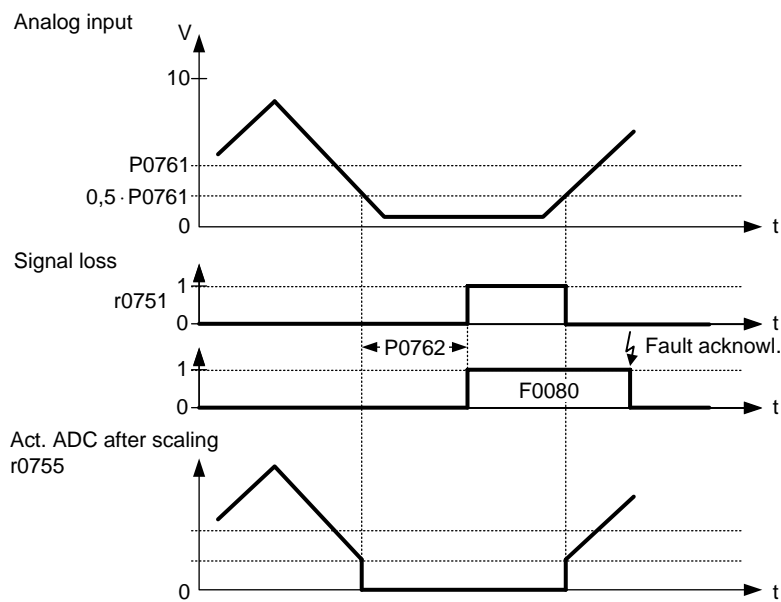 Analog input
V
10
P0761
0,5 · P0761
0
t
Signal loss
1
r0751
0
t
P0762
Fault acknowl.
1
F0080
0
t
Act. ADC after scaling
r0755
0
t